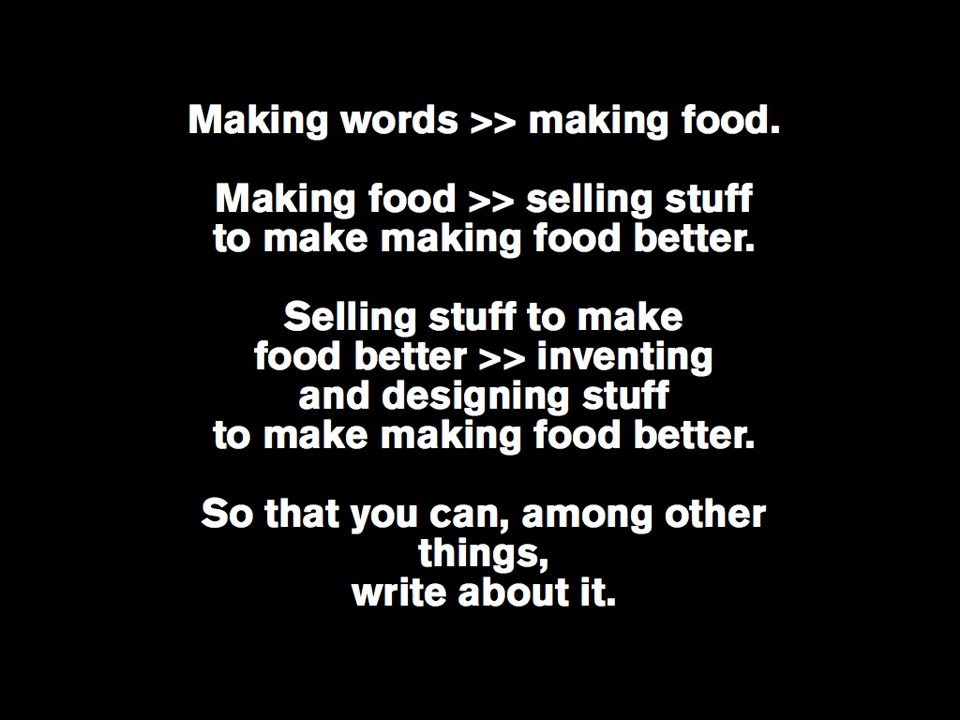 Making words >> making food.
Making food >> selling stuff
to make making food better.
Selling stuff to make
food better >> inventing
and designing stuff
to make making food better.
So that you can, among other
things,
write about it.